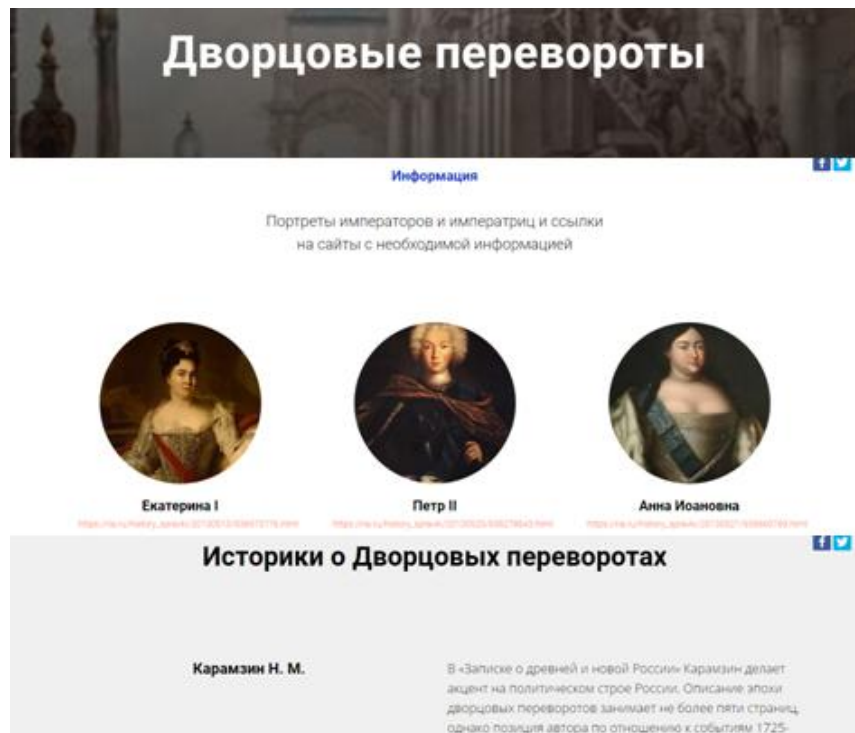 Дворцовые перевороты
Информация
Портреты императоров и императриц и ссылки
на сайты с необходимой информацией
Екатерина I
Петр II
Анна Иоановна
Историки о Дворцовых переворотах
Карамзин Н. М.
В «Записке о древней и новой России» Карамзин делает
акцент на политическом строе России. Описание эпохи
дворцовых переворотов занимает не более пяти страниц,
однако позиция автора по отношению к событиям 1725-